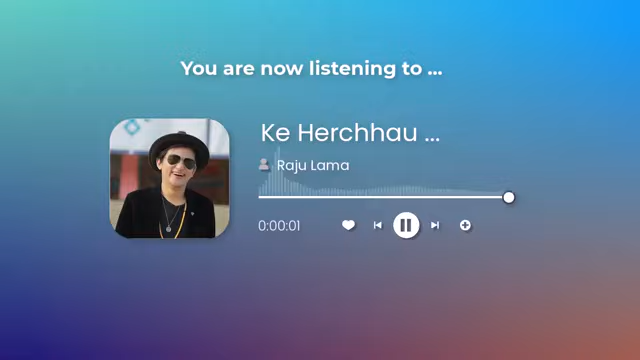 You are now listening to ...
Ke Herchhau ...
Raju Lama
0:00:01